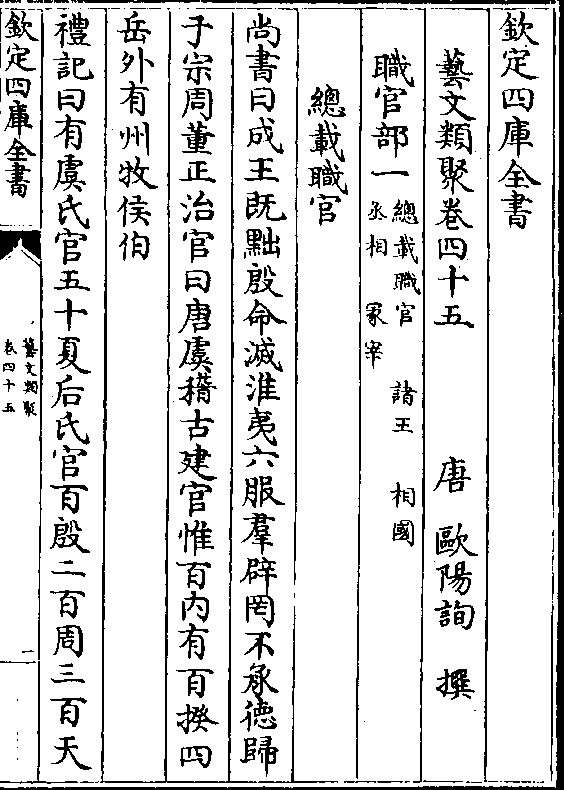 欽定四庫全書
藝文類聚卷四十五
唐 歐陽詢 撰
職官部一
總載職官 諸王 相國
丞相 冢宰
總載職官
尚書曰成王既黜殷命滅淮夷六服羣辟罔不承德歸
于宗周董正治官曰唐虞稽古建官惟百内有百揆四
岳外有州牧侯伯
禮記曰有虞氏官五十夏后氏官百殷二百周三百天
欽定四庫全書
藝文類聚
卷四十五
一